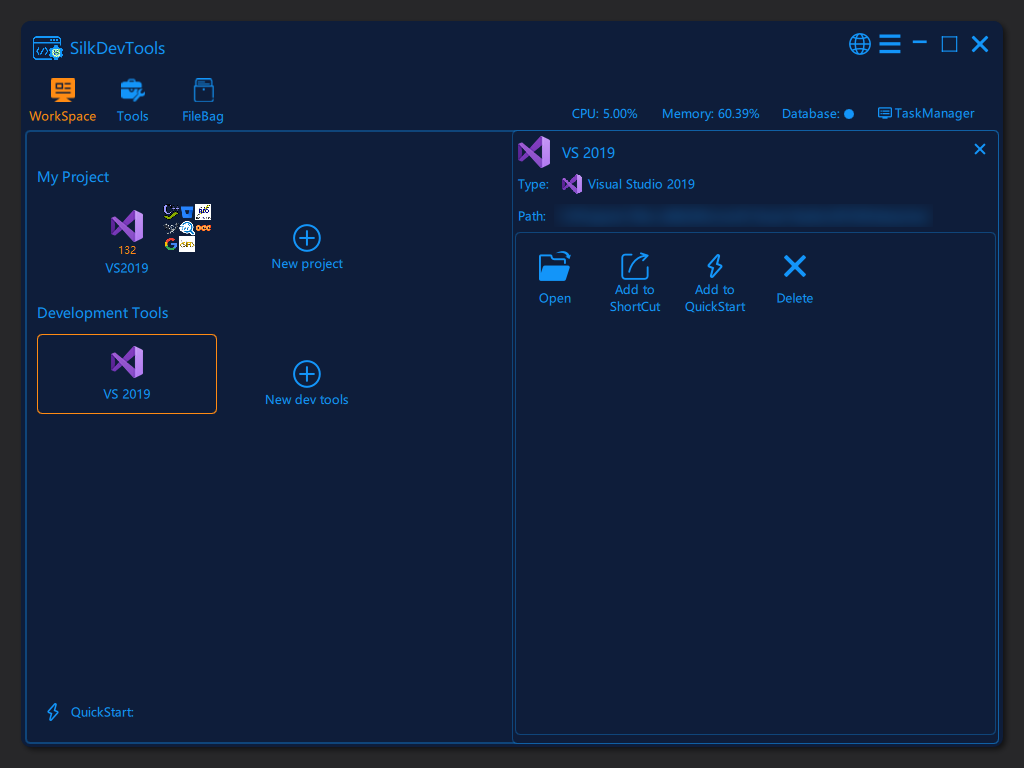 SilkDevTools
WorkSpace
Tools
FileBag
CPU: 5.00%
Memory: 60.39%
Database:
TaskManager
My Project
132
VS2019
New project
Development Tools
VS 2019
New dev tools
QuickStart:
VS 2019
Type:
Visual Studio 2019
Path:
Open
Add to
ShortCut
Add to
QuickStart
Delete